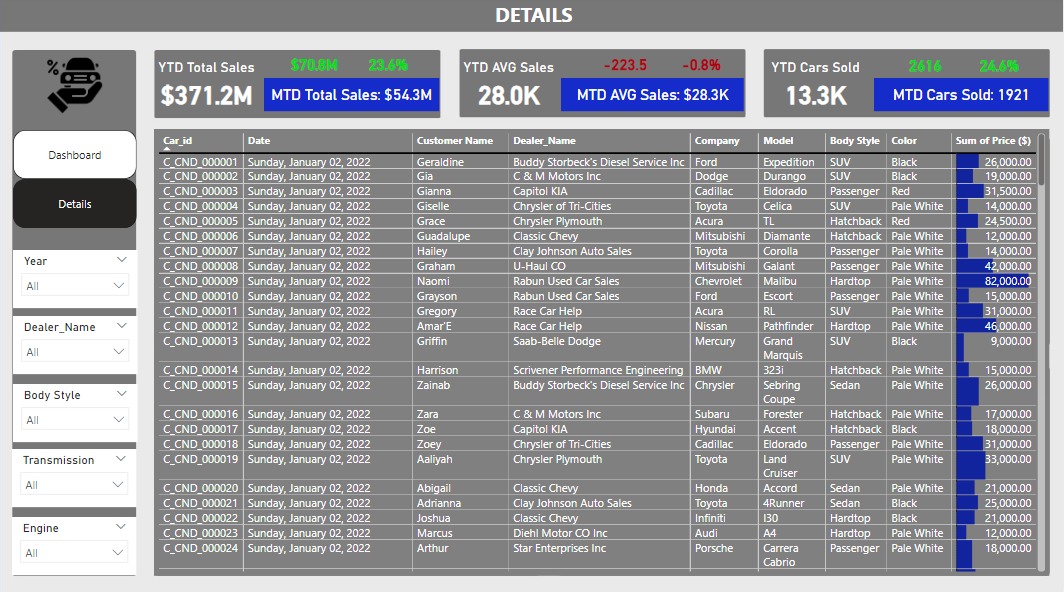 DETAILS
%
Dashboard
Details
Year
All
Dealer_Name
All
Body Style
All
Transmission
All
Engine
All
YTD Total Sales $70.8M 23.6%
$371.2M MTD Total Sales: $54.3M
YTD AVG Sales -223.5 -0.8%
28.0K MTD AVG Sales: $28.3K
YTD Cars Sold 2616 24.6%
13.3K MTD Cars Sold: 1921
Car_id Date Customer Name Dealer_Name Company Model Body Style Color Sum of Price ($)
C_CND_000001 Sunday, January 02, 2022 Geraldine Buddy Storbeck's Diesel Service Inc Ford Expedition SUV Black 26,000.00
C_CND_000002 Sunday, January 02, 2022 Gia C & M Motors Inc Dodge Durango SUV Black 19,000.00
C_CND_000003 Sunday, January 02, 2022 Gianna Capitol KIA Cadillac Eldorado Passenger Red 31,500.00
C_CND_000004 Sunday, January 02, 2022 Giselle Chrysler of Tri-Cities Toyota Celica SUV Pale White 14,000.00
C_CND_000005 Sunday, January 02, 2022 Grace Chrysler Plymouth Acura TL Hatchback Red 24,500.00
C_CND_000006 Sunday, January 02, 2022 Guadalupe Classic Chevy Mitsubishi Diamante Hatchback Pale White 12,000.00
C_CND_000007 Sunday, January 02, 2022 Hailey Clay Johnson Auto Sales Toyota Corolla Passenger Pale White 14,000.00
C_CND_000008 Sunday, January 02, 2022 Graham U-Haul CO Mitsubishi Galant Passenger Pale White 42,000.00
C_CND_000009 Sunday, January 02, 2022 Naomi Rabun Used Car Sales Chevrolet Malibu Hardtop Pale White 82,000.00
C_CND_000010 Sunday, January 02, 2022 Grayson Rabun Used Car Sales Ford Escort Passenger Pale White 15,000.00
C_CND_000011 Sunday, January 02, 2022 Gregory Race Car Help Acura RL SUV Pale White 31,000.00
C_CND_000012 Sunday, January 02, 2022 Amar'E Race Car Help Nissan Pathfinder Hardtop Pale White 46,000.00
C_CND_000013 Sunday, January 02, 2022 Griffin Saab-Belle Dodge Mercury Grand SUV Black 9,000.00
Marquis
C_CND_000014 Sunday, January 02, 2022 Harrison Scrivener Performance Engineering BMW 323i Hatchback Pale White 15,000.00
C_CND_000015 Sunday, January 02, 2022 Zainab Buddy Storbeck's Diesel Service Inc Chrysler Sebring Sedan Pale White 26,000.00
Coupe
C_CND_000016 Sunday, January 02, 2022 Zara C & M Motors Inc Subaru Forester Hatchback Pale White 17,000.00
C_CND_000017 Sunday, January 02, 2022 Zoe Capitol KIA Hyundai Accent Hatchback Black 18,000.00
C_CND_000018 Sunday, January 02, 2022 Zoey Chrysler of Tri-Cities Cadillac Eldorado Passenger Pale White 31,000.00
C_CND_000019 Sunday, January 02, 2022 Aaliyah Chrysler Plymouth Toyota Land SUV Pale White 33,000.00
Cruiser
C_CND_000020 Sunday, January 02, 2022 Abigail Classic Chevy Honda Accord Sedan Pale White 21,000.00
C_CND_000021 Sunday, January 02, 2022 Adrianna Clay Johnson Auto Sales Toyota 4Runner Sedan Black 25,000.00
C_CND_000022 Sunday, January 02, 2022 Joshua Classic Chevy Infiniti I30 Hardtop Black 21,000.00
C_CND_000023 Sunday, January 02, 2022 Marcus Diehl Motor CO Inc Audi A4 Hardtop Pale White 12,000.00
C_CND_000024 Sunday, January 02, 2022 Arthur Star Enterprises Inc Porsche Carrera Passenger Pale White 18,000.00
Cabrio